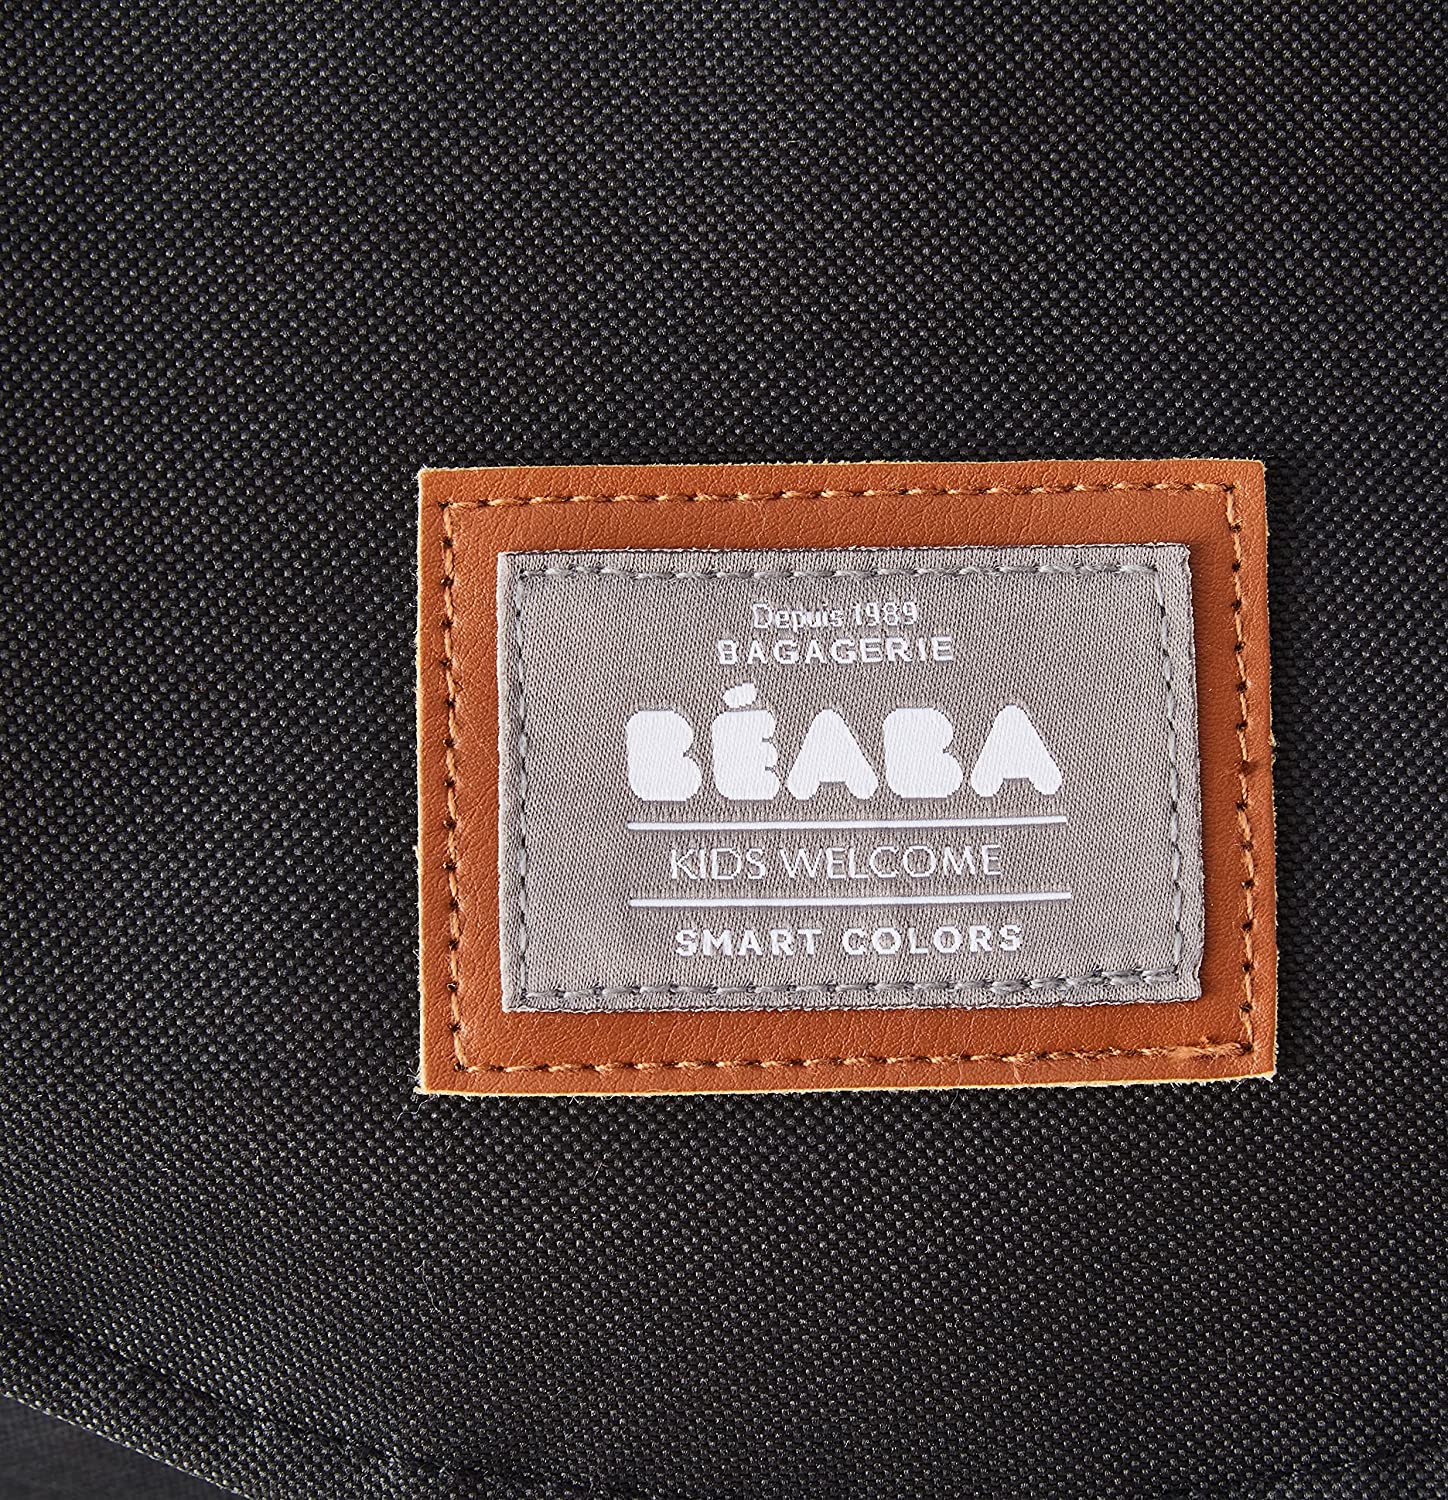 Depuis 1989
BAGAGERIE
BÉABA
KIDS WELCOME
SMART COLORS